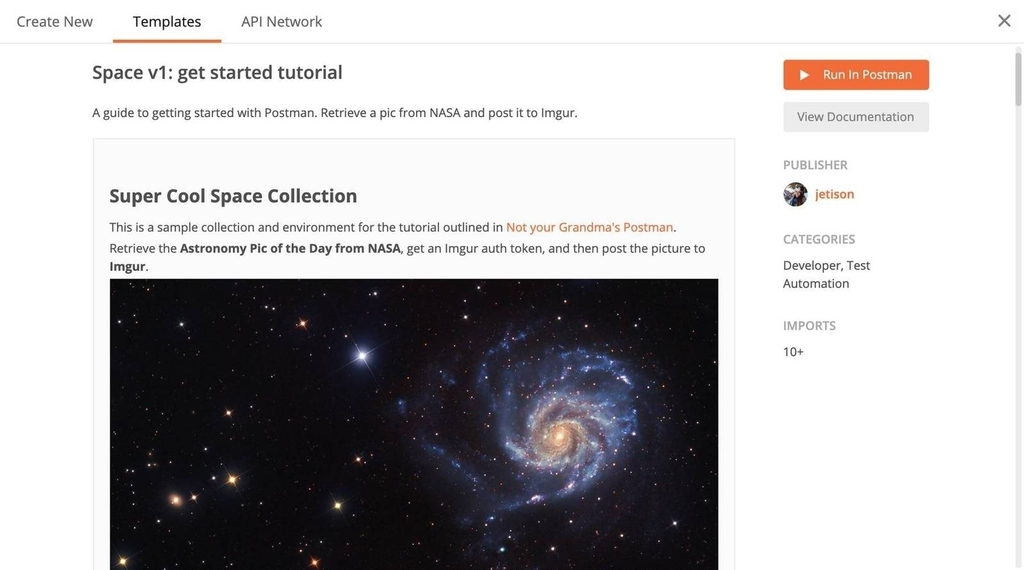 Create New
Templates
API Network
Space v1: get started tutorial
A guide to getting started with Postman. Retrieve a pic from NASA and post it to Imgur.
Super Cool Space Collection
This is a sample collection and environment for the tutorial outlined in Not your Grandma's Postman.
Retrieve the Astronomy Pic of the Day from NASA, get an Imgur auth token, and then post the picture to
Imgur.
Run In Postman
View Documentation
PUBLISHER
jetison
CATEGORIES
Developer, Test
Automation
IMPORTS
10+